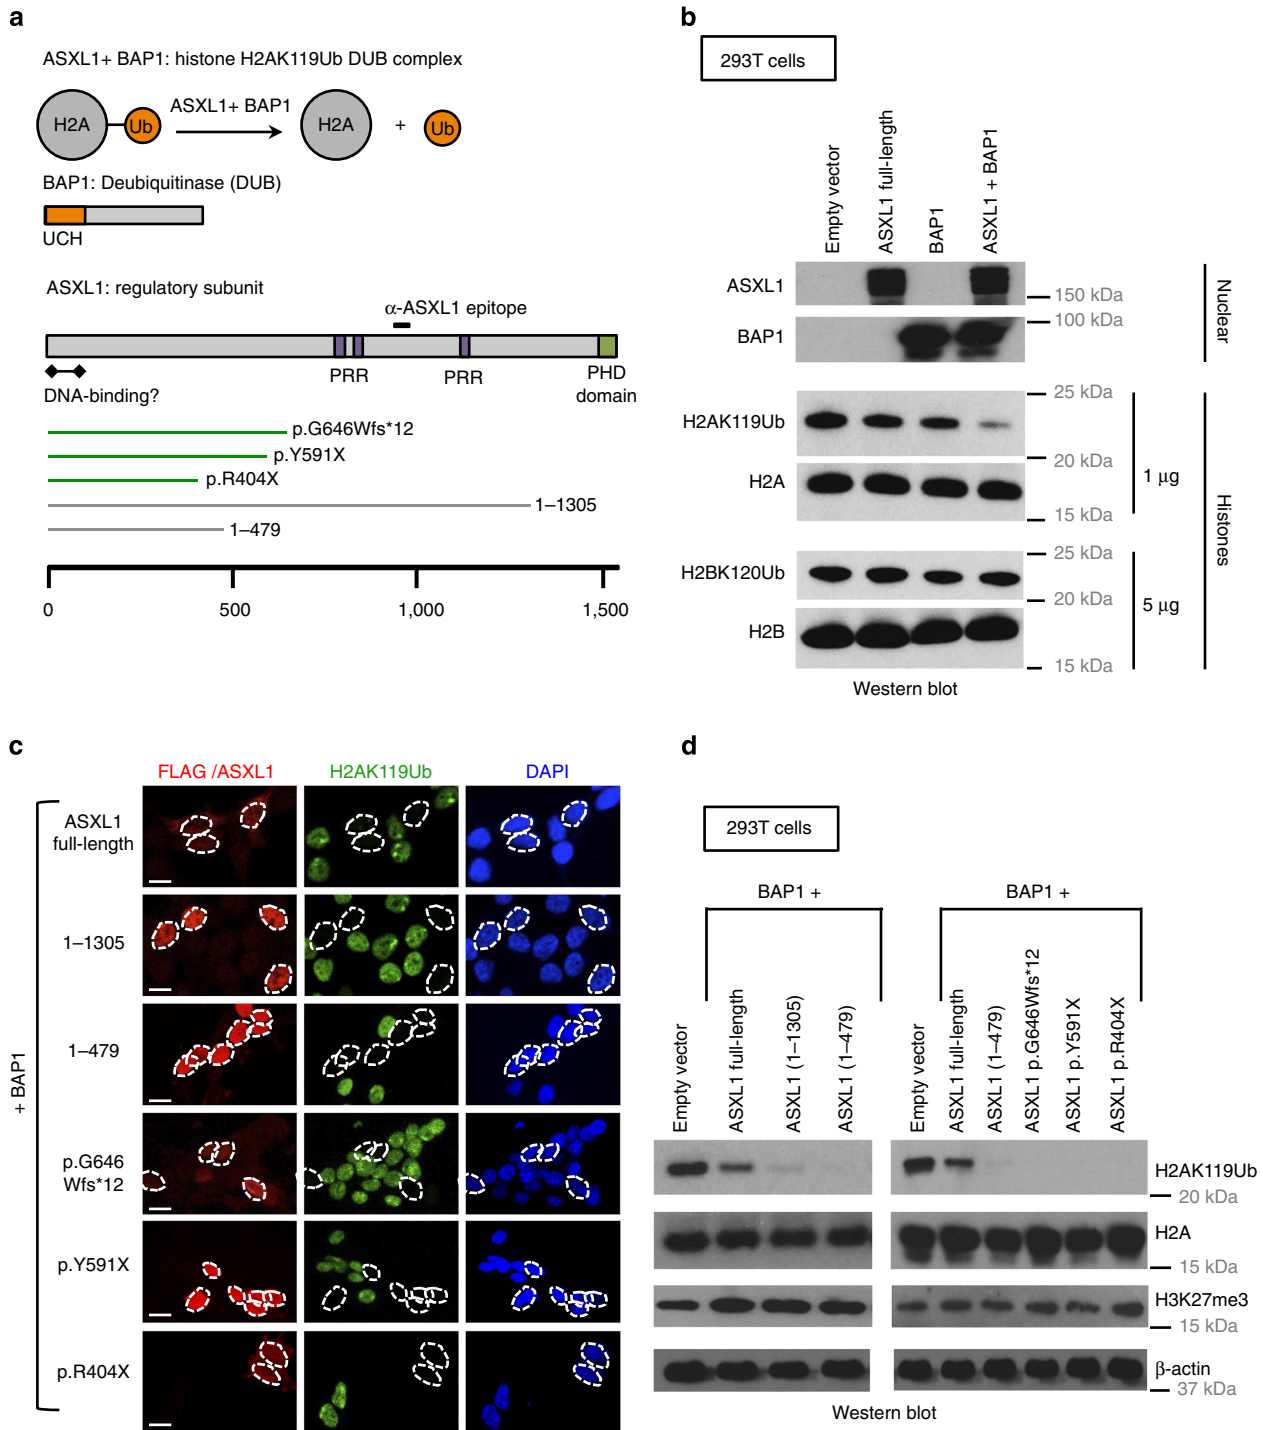 a
ASXL1+ BAP1: histone H2AK119Ub DUB complex
H2A
Ub
ASXL1+ BAP1
H2A
+
Ub
BAP1: Deubiquitinase (DUB)
UCH
ASXL1: regulatory subunit
α-ASXL1 epitope
PRR
PRR
PHD
domain
DNA-binding?
p.G646Wfs*12
p.Y591X
p.R404X
1–1305
1–479
0
500
1,000
1,500
b
293T cells
Empty vector
ASXL1 full-length
BAP1
ASXL1 + BAP1
ASXL1
150 kDa
100 kDa
BAP1
Nuclear
25 kDa
H2AK119Ub
20 kDa
H2A
15 kDa
1 µg
25 kDa
H2BK120Ub
20 kDa
H2B
15 kDa
5 µg
Histones
Western blot
c
FLAG /ASXL1
H2AK119Ub
DAPI
+ BAP1
ASXL1
full-length
1–1305
1–479
p.G646
Wfs*12
p.Y591X
p.R404X
d
293T cells
BAP1 +
BAP1 +
Empty vector
ASXL1 full-length
ASXL1 (1–1305)
ASXL1 (1–479)
Empty vector
ASXL1 full-length
ASXL1 (1–479)
ASXL1 p.G646Wfs*12
ASXL1 p.Y591X
ASXL1 p.R404X
H2AK119Ub
20 kDa
H2A
15 kDa
H3K27me3
15 kDa
β-actin
37 kDa
Western blot